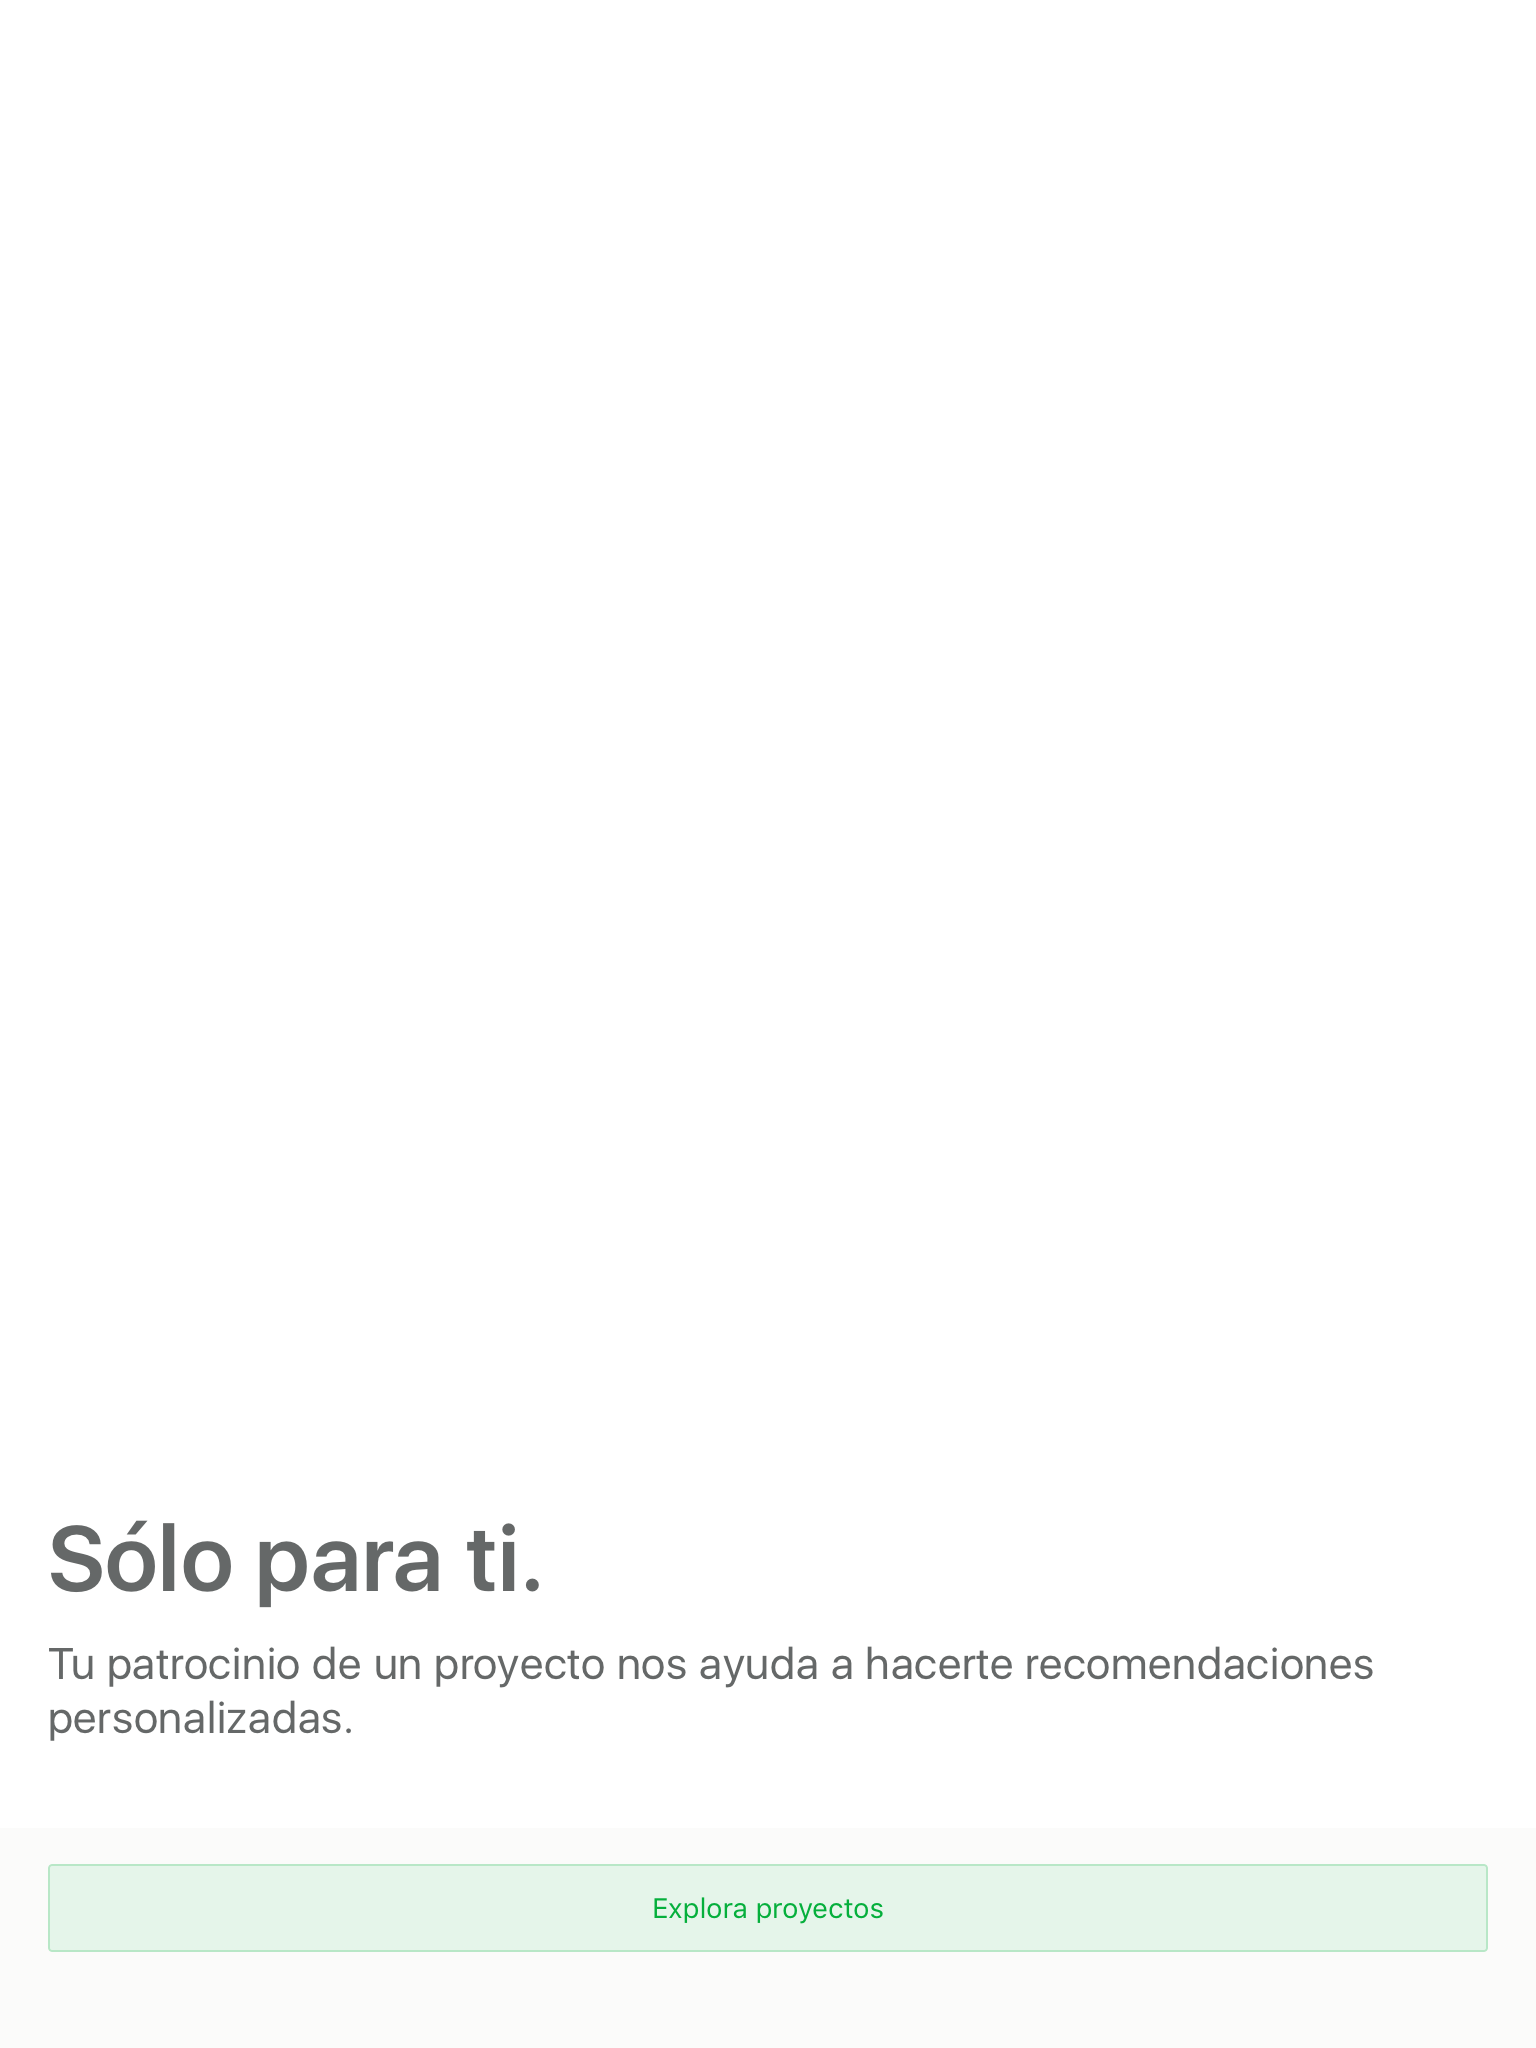 Sólo para ti.
Tu patrocinio de un proyecto nos ayuda a hacerte recomendaciones
personalizadas.
Explora proyectos